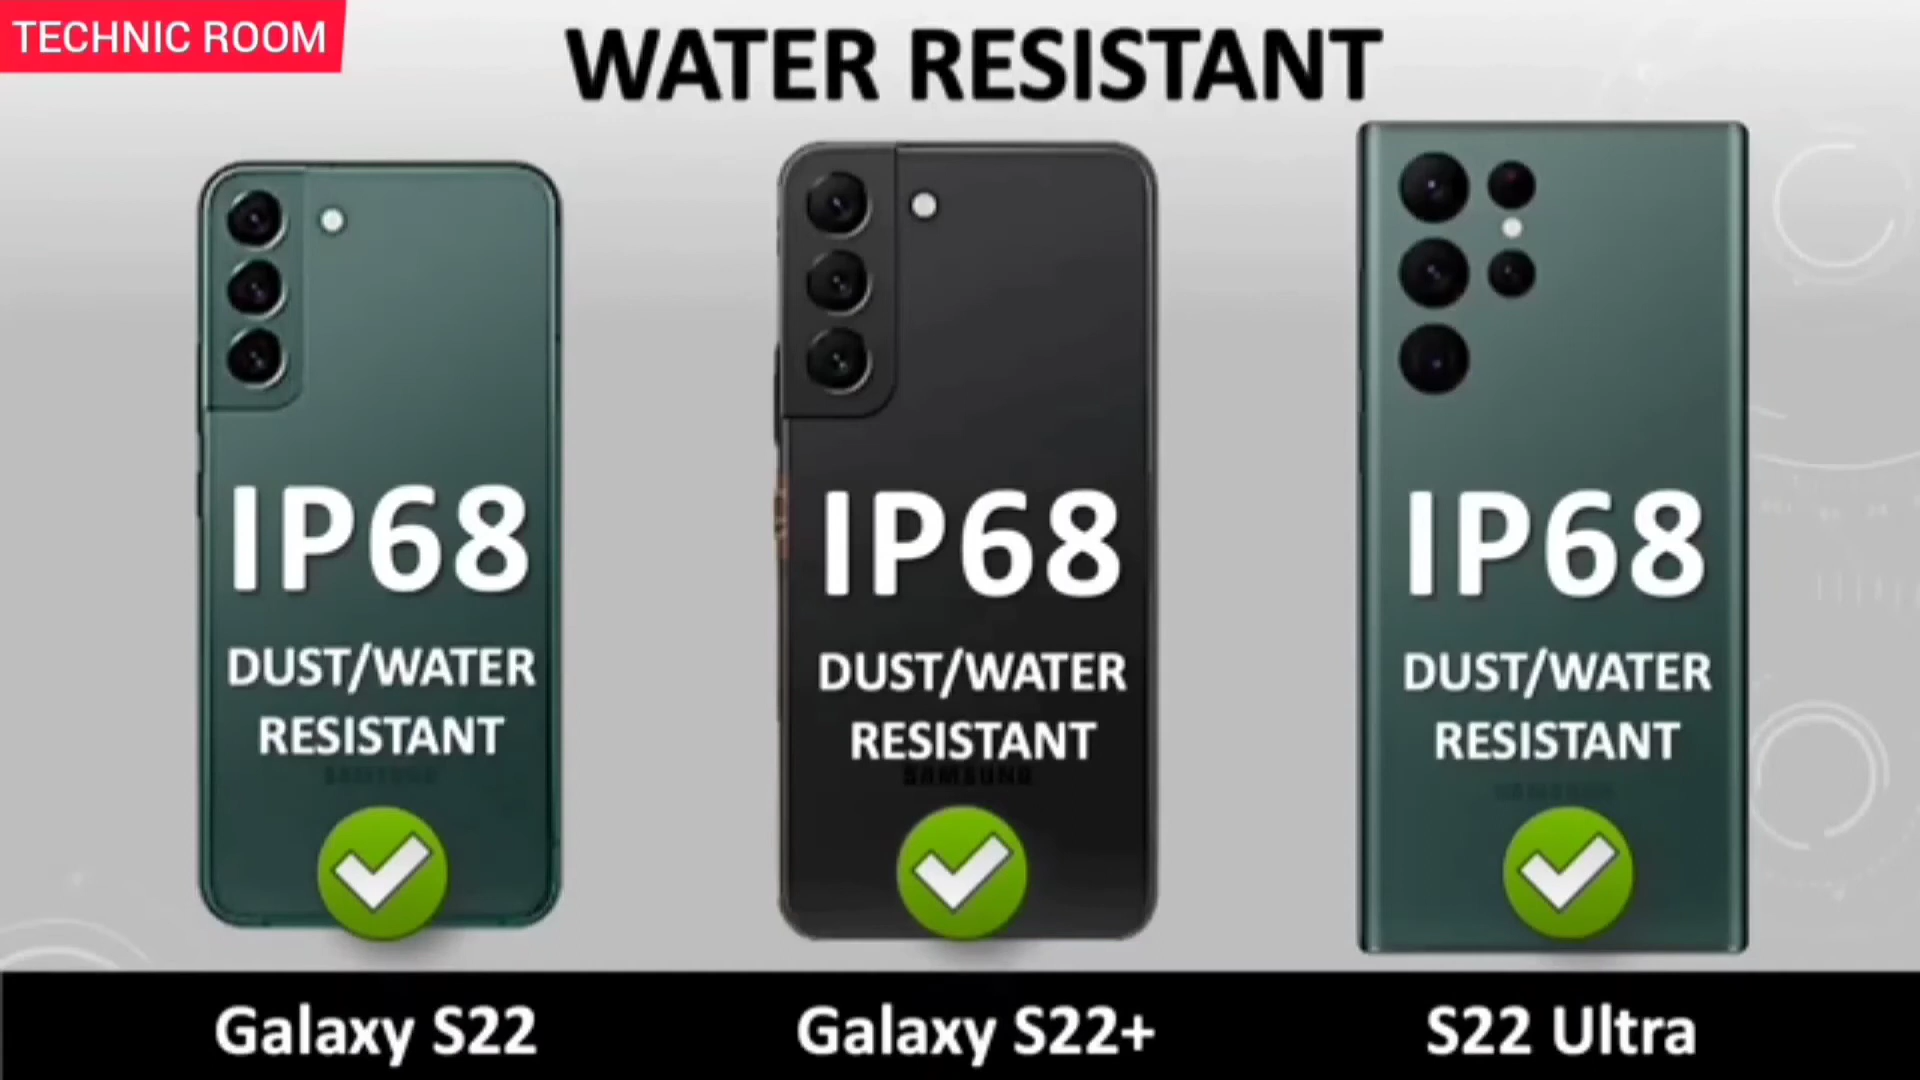 TECHNIC ROOM
WATER RESISTANT
IP68
DUST/WATER
RESISTANT
IP68
DUST/WATER
RESISTANT
SAMSUNG
IP68
DUST/WATER
RESISTANT
Galaxy S22
Galaxy S22+
S22 Ultra